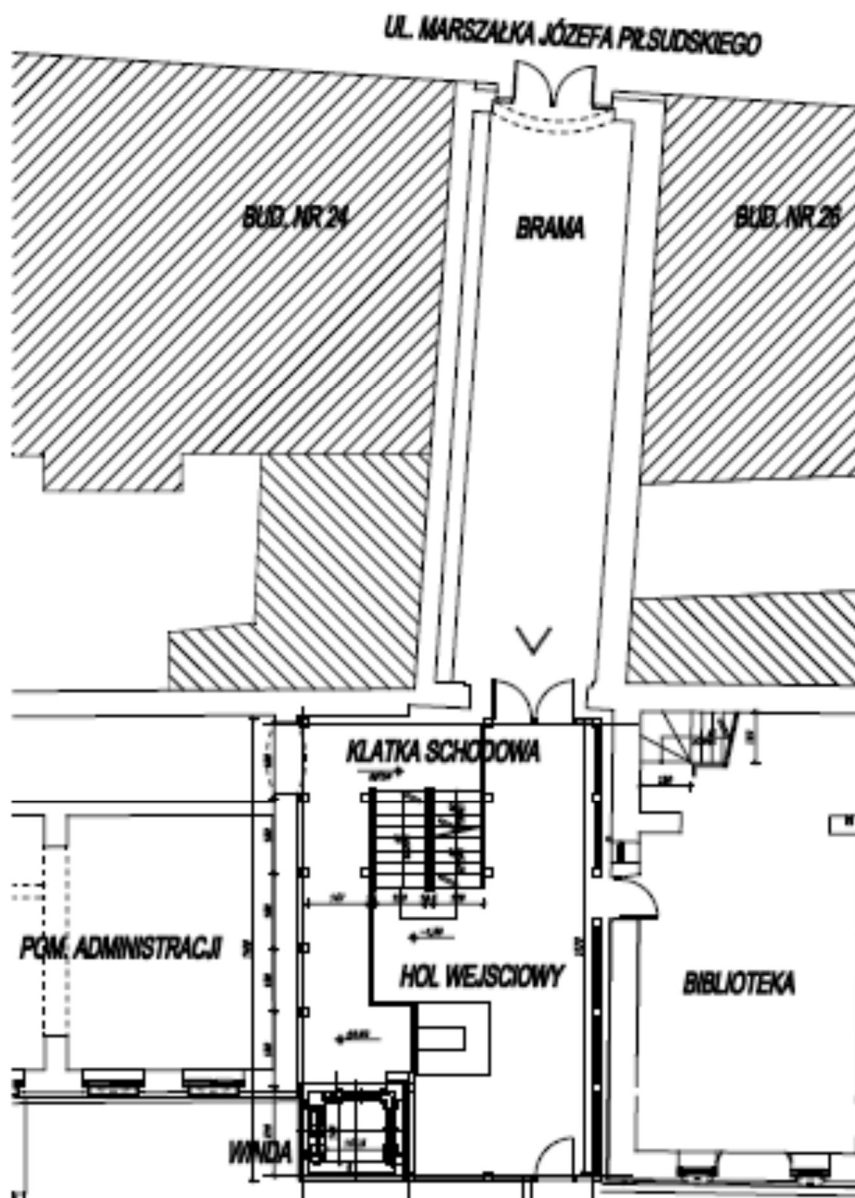 UL. MARSZAŁKA JÓZEFA PIŁSUDSKIEGO
BUD. NR 24
BRAMA
BUD. NR 26
KLATKA SCHODOWA
POM. ADMINISTRACJI
HOL WEJSCIOWY
BIBLIOTEKA
WINDA